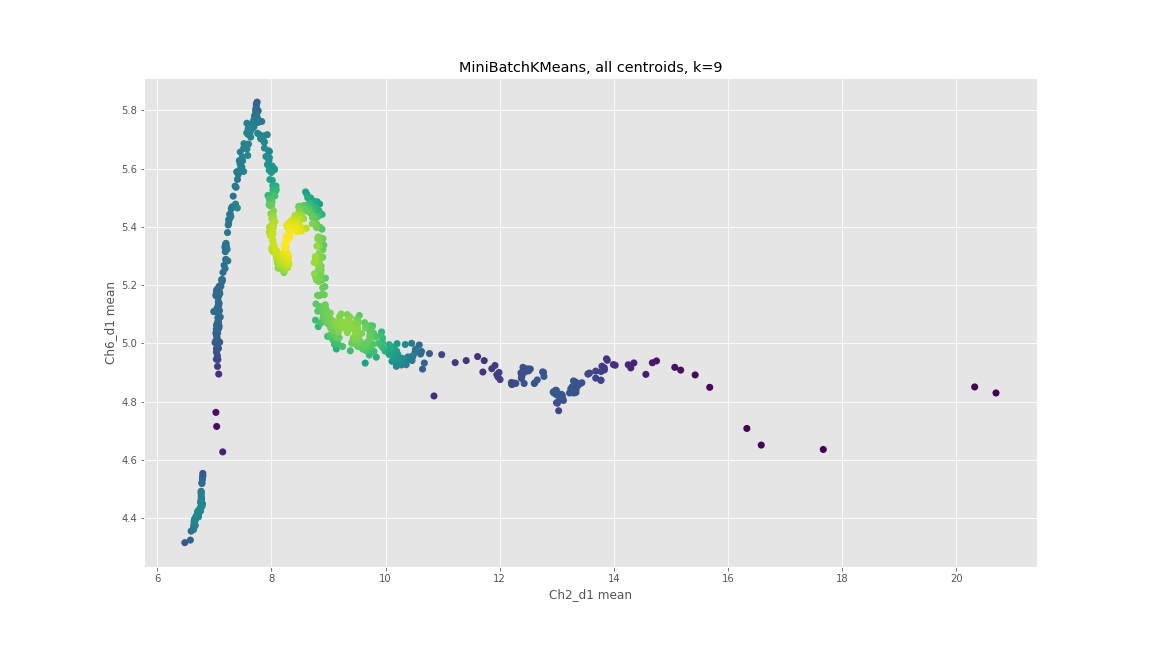 MiniBatchKMeans, all centroids, k=9
5.8
5.6
5.4
5.2
5.0
4.8
4.6
4.4
Ch6_d1 mean
6 8 10 12 14 16 18 20
Ch2_d1 mean